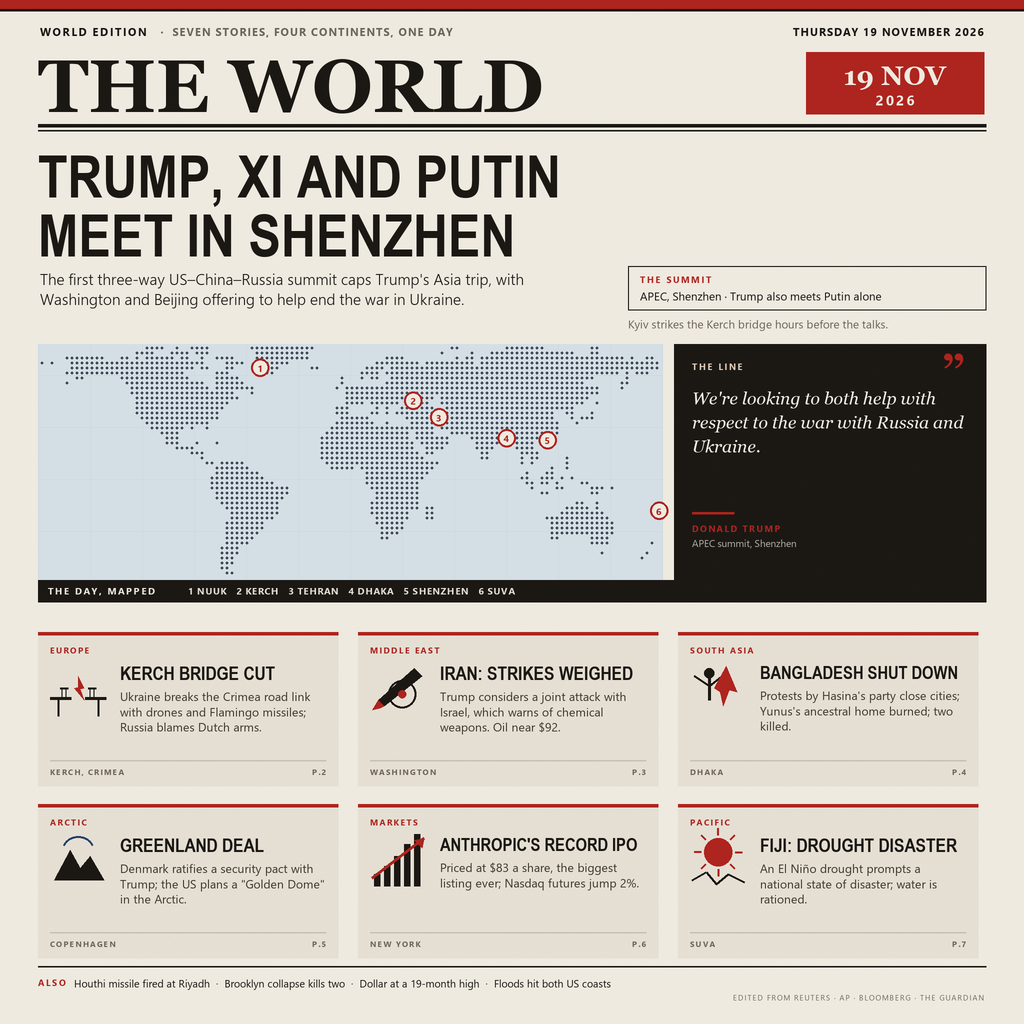 WORLD EDITION · SEVEN STORIES, FOUR CONTINENTS, ONE DAY
THURSDAY 19 NOVEMBER 2026
THE WORLD
19 NOV
2026
TRUMP, XI AND PUTIN
MEET IN SHENZHEN
The first three-way US–China–Russia summit caps Trump's Asia trip, with
Washington and Beijing offering to help end the war in Ukraine.
THE SUMMIT
APEC, Shenzhen · Trump also meets Putin alone
Kyiv strikes the Kerch bridge hours before the talks.
1
2
3
4
5
6
THE LINE
”
We're looking to both help with
respect to the war with Russia and
Ukraine.
DONALD TRUMP
APEC summit, Shenzhen
THE DAY, MAPPED 1 NUUK 2 KERCH 3 TEHRAN 4 DHAKA 5 SHENZHEN 6 SUVA
EUROPE
KERCH BRIDGE CUT
Ukraine breaks the Crimea road link
with drones and Flamingo missiles;
Russia blames Dutch arms.
KERCH, CRIMEA P.2
MIDDLE EAST
IRAN: STRIKES WEIGHED
Trump considers a joint attack with
Israel, which warns of chemical
weapons. Oil near $92.
WASHINGTON P.3
SOUTH ASIA
BANGLADESH SHUT DOWN
Protests by Hasina's party close cities;
Yunus's ancestral home burned; two
killed.
DHAKA P.4
ARCTIC
GREENLAND DEAL
Denmark ratifies a security pact with
Trump; the US plans a "Golden Dome"
in the Arctic.
COPENHAGEN P.5
MARKETS
ANTHROPIC'S RECORD IPO
Priced at $83 a share, the biggest
listing ever; Nasdaq futures jump 2%.
NEW YORK P.6
PACIFIC
FIJI: DROUGHT DISASTER
An El Niño drought prompts a
national state of disaster; water is
rationed.
SUVA P.7
ALSO Houthi missile fired at Riyadh · Brooklyn collapse kills two · Dollar at a 19-month high · Floods hit both US coasts
EDITED FROM REUTERS · AP · BLOOMBERG · THE GUARDIAN